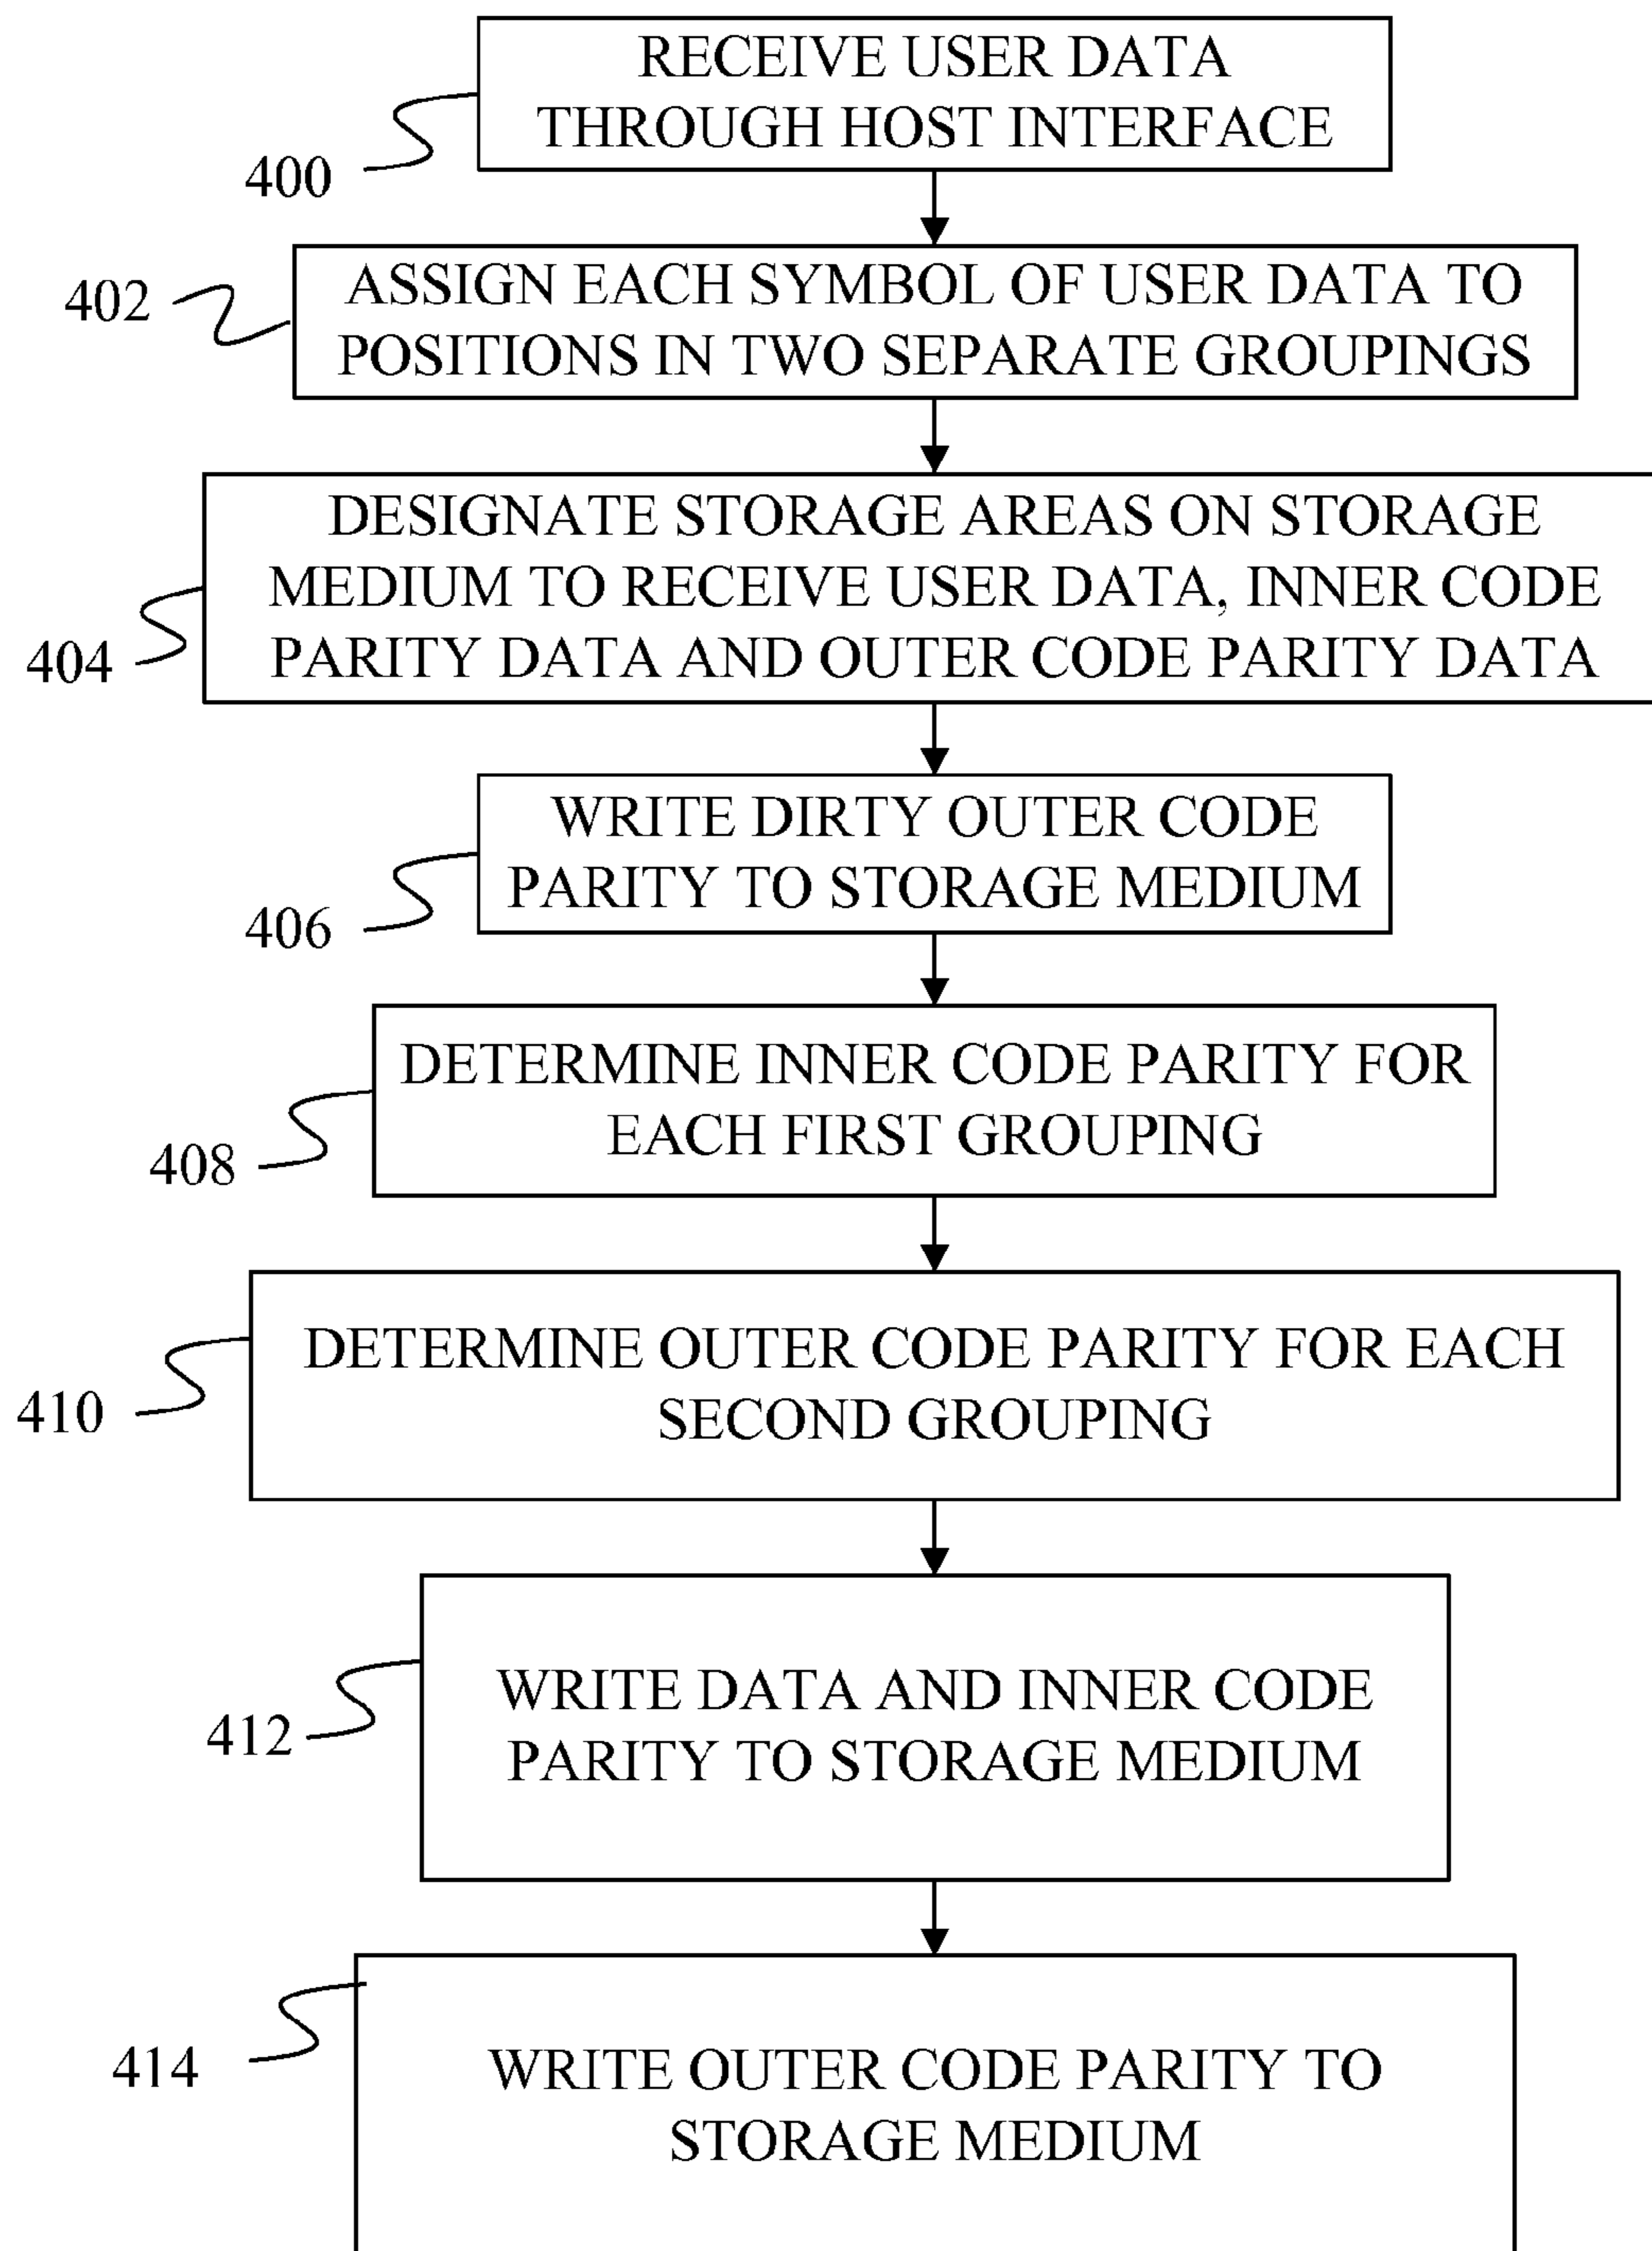 RECEIVE USER DATA
THROUGH HOST INTERFACE
400
ASSIGN EACH SYMBOL OF USER DATA TO
POSITIONS IN TWO SEPARATE GROUPINGS
402
DESIGNATE STORAGE AREAS ON STORAGE
MEDIUM TO RECEIVE USER DATA, INNER CODE
PARITY DATA AND OUTER CODE PARITY DATA
404
WRITE DIRTY OUTER CODE
PARITY TO STORAGE MEDIUM
406
DETERMINE INNER CODE PARITY FOR
EACH FIRST GROUPING
408
DETERMINE OUTER CODE PARITY FOR EACH
SECOND GROUPING
410
WRITE DATA AND INNER CODE
PARITY TO STORAGE MEDIUM
412
WRITE OUTER CODE PARITY TO
STORAGE MEDIUM
414